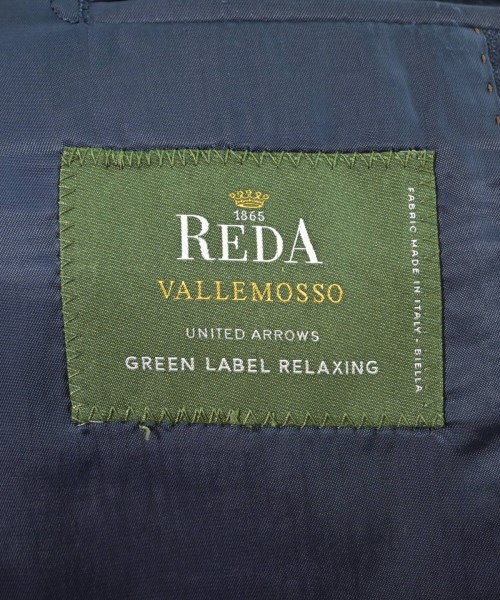 1865
REDA
VALLEMOSSO
UNITED ARROWS
GREEN LABEL RELAXING
FABRIC MADE IN ITALY - BIELLA